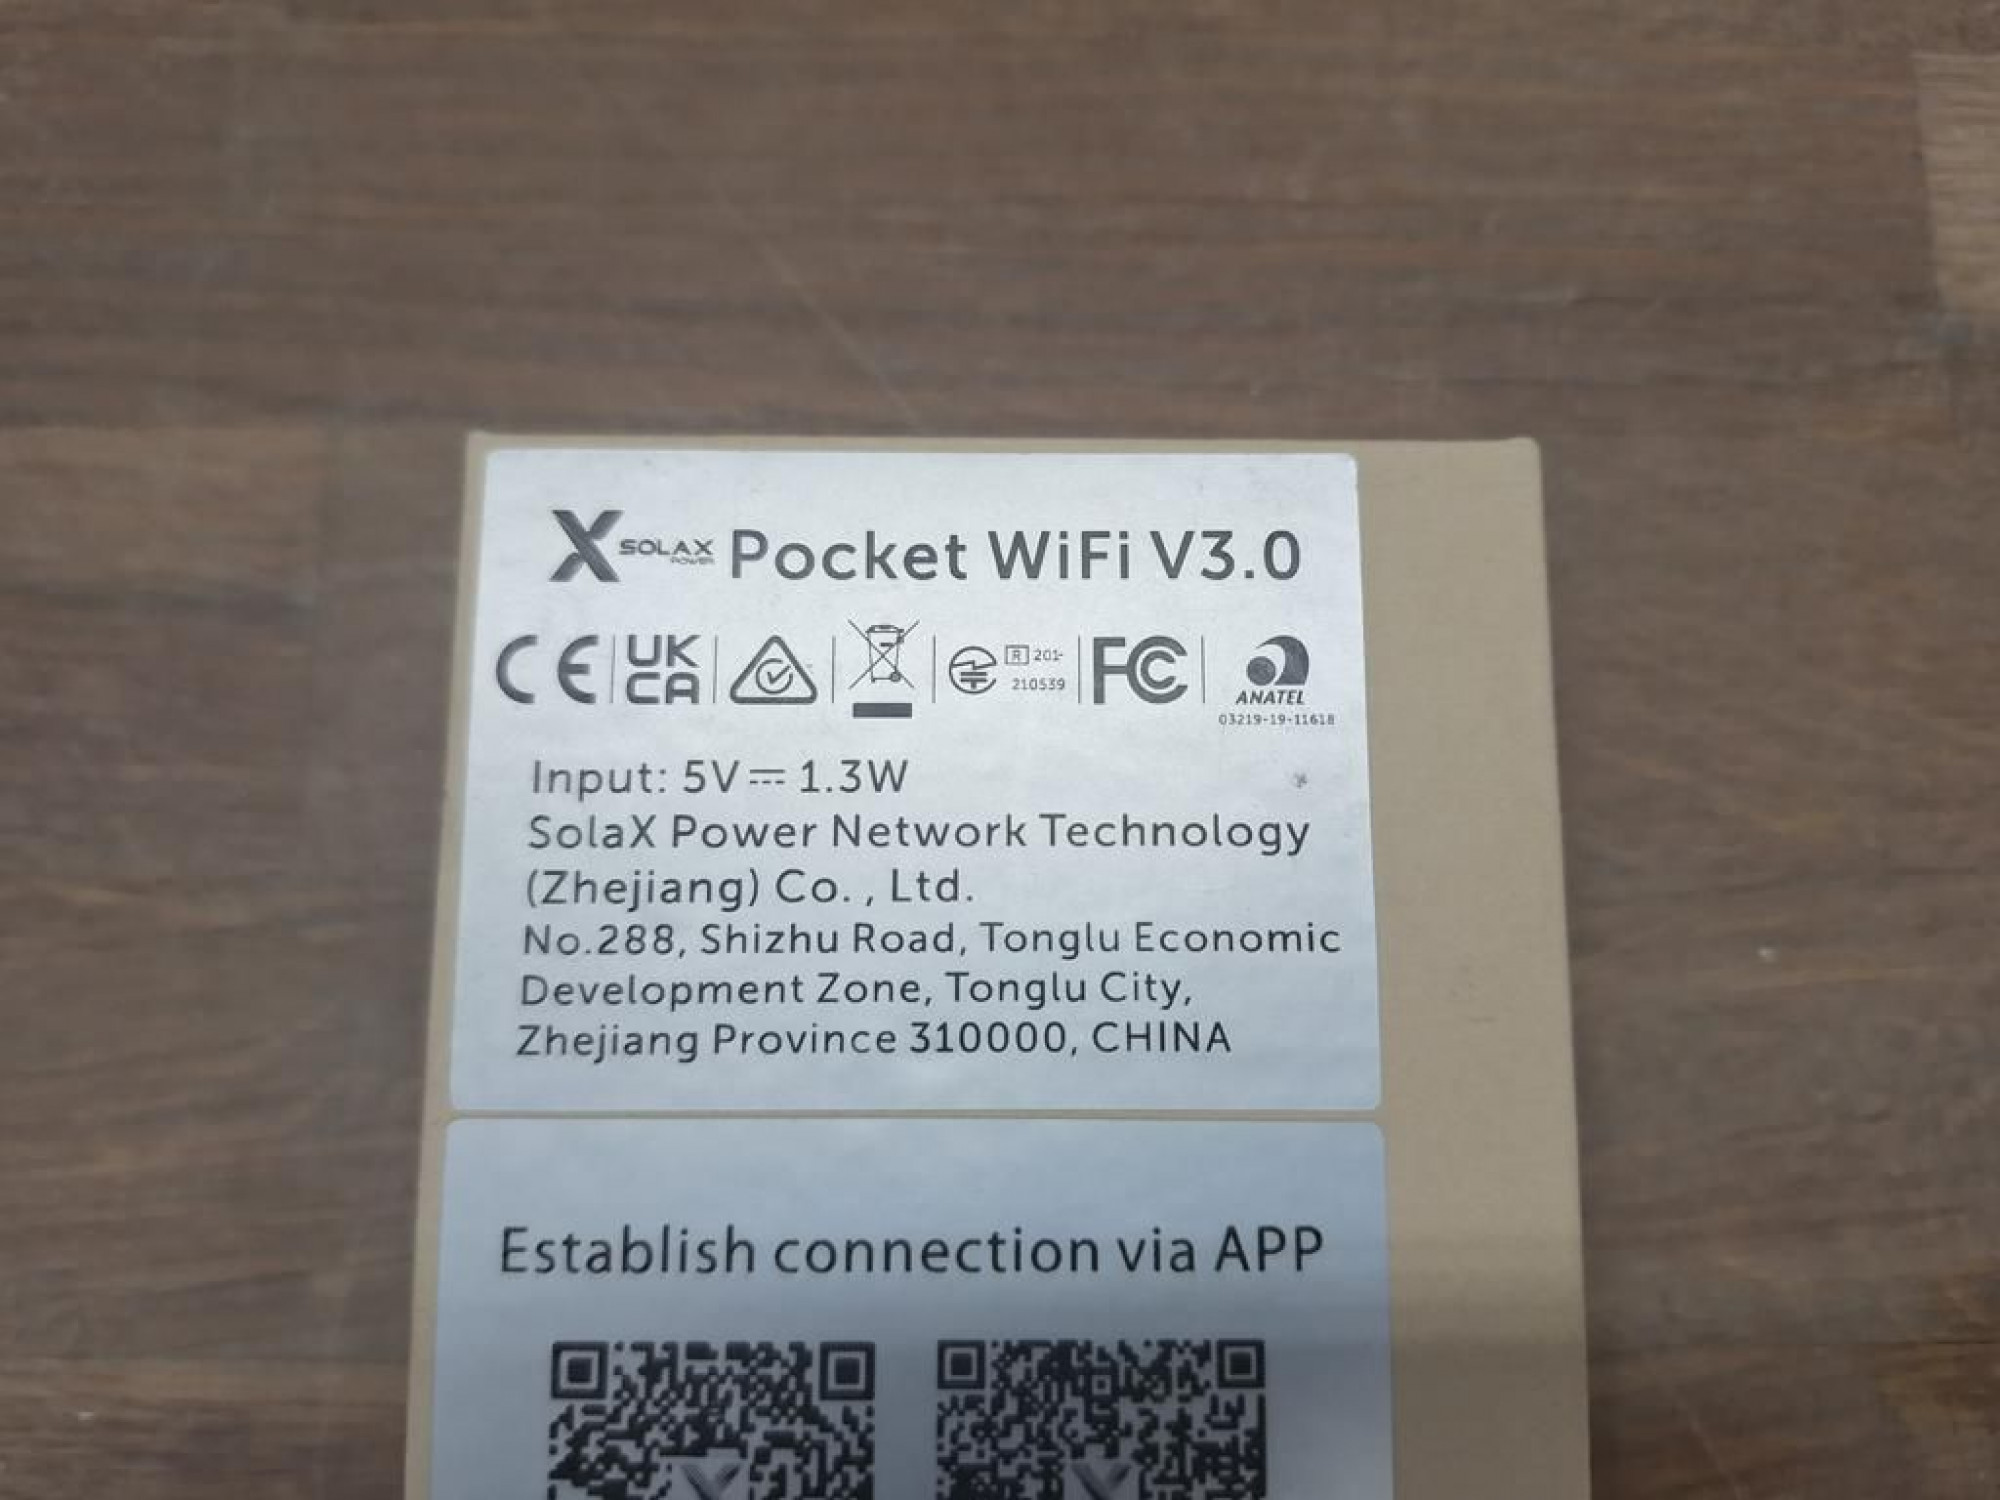 X SOLAX POWER Pocket WiFi V3.0
CE UK CA R 201-210539 FC ANATEL 03219-19-11618
Input: 5V⎓1.3W
SolaX Power Network Technology
(Zhejiang) Co. , Ltd.
No.288, Shizhu Road, Tonglu Economic
Development Zone, Tonglu City,
Zhejiang Province 310000, CHINA
Establish connection via APP